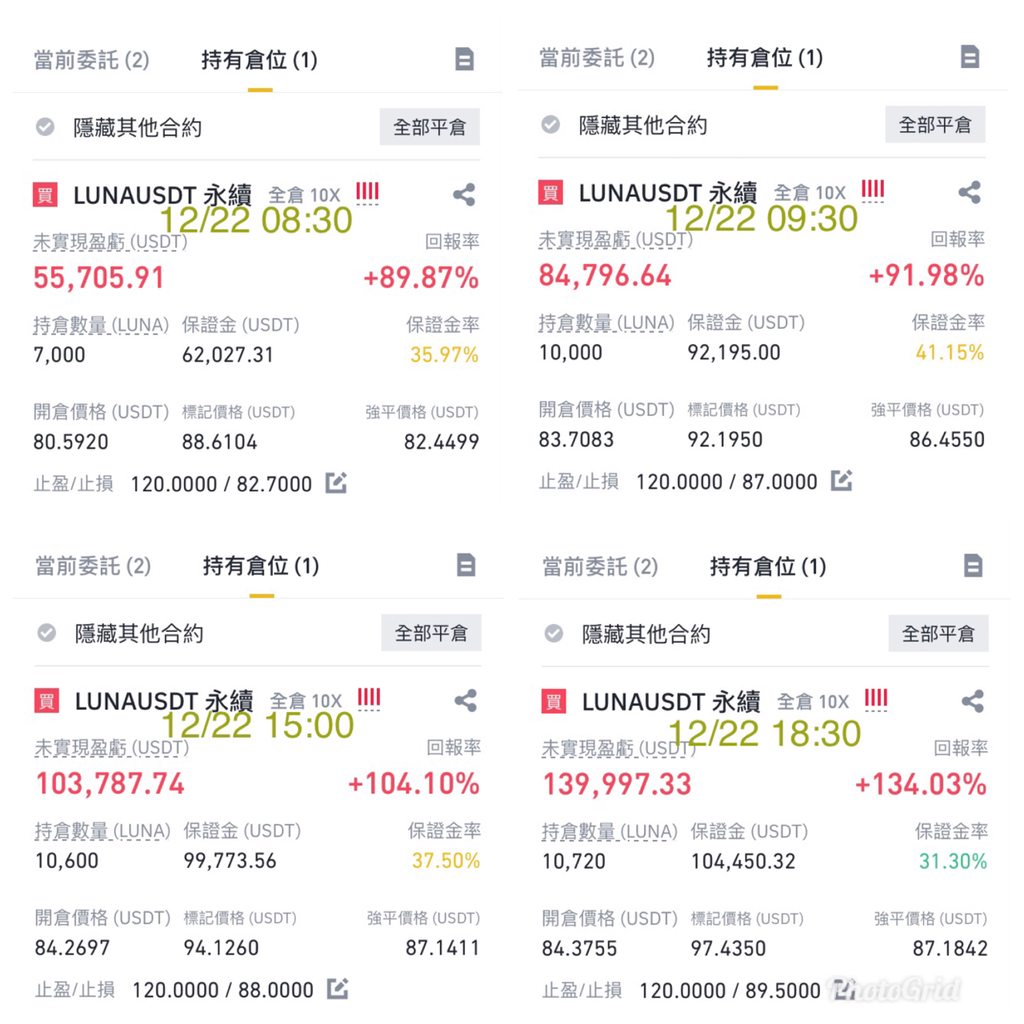 當前委託 (2) 持有倉位 (1)
隱藏其他合約 全部平倉
買 LUNAUSDT 永續 全倉 10X
12/22 08:30
未實現盈虧 (USDT) 回報率
55,705.91 +89.87%
持倉數量 (LUNA) 保證金 (USDT) 保證金率
7,000 62,027.31 35.97%
開倉價格 (USDT) 標記價格 (USDT) 強平價格 (USDT)
80.5920 88.6104 82.4499
止盈/止損 120.0000 / 82.7000
當前委託 (2) 持有倉位 (1)
隱藏其他合約 全部平倉
買 LUNAUSDT 永續 全倉 10X
12/22 09:30
未實現盈虧 (USDT) 回報率
84,796.64 +91.98%
持倉數量 (LUNA) 保證金 (USDT) 保證金率
10,000 92,195.00 41.15%
開倉價格 (USDT) 標記價格 (USDT) 強平價格 (USDT)
83.7083 92.1950 86.4550
止盈/止損 120.0000 / 87.0000
當前委託 (2) 持有倉位 (1)
隱藏其他合約 全部平倉
買 LUNAUSDT 永續 全倉 10X
12/22 15:00
未實現盈虧 (USDT) 回報率
103,787.74 +104.10%
持倉數量 (LUNA) 保證金 (USDT) 保證金率
10,600 99,773.56 37.50%
開倉價格 (USDT) 標記價格 (USDT) 強平價格 (USDT)
84.2697 94.1260 87.1411
止盈/止損 120.0000 / 88.0000
當前委託 (2) 持有倉位 (1)
隱藏其他合約 全部平倉
買 LUNAUSDT 永續 全倉 10X
12/22 18:30
未實現盈虧 (USDT) 回報率
139,997.33 +134.03%
持倉數量 (LUNA) 保證金 (USDT) 保證金率
10,720 104,450.32 31.30%
開倉價格 (USDT) 標記價格 (USDT) 強平價格 (USDT)
84.3755 97.4350 87.1842
止盈/止損 120.0000 / 89.5000
PhotoGrid